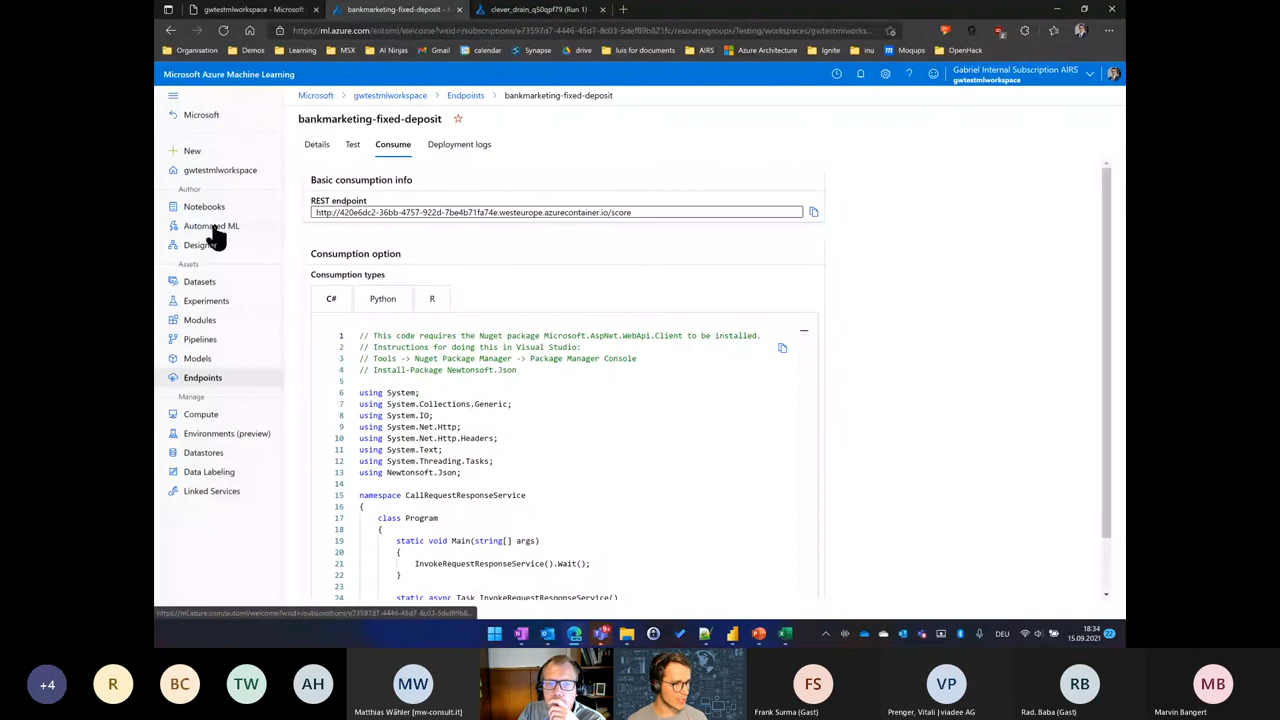 gwtestmlworkspace - Microsoft
bankmarketing-fixed-deposit -
clever_drain_q50qpf79 (Run 1) -
Organisation
Demos
Learning
MSX
AI Ninjas
Gmail
calendar
Synapse
drive
luis for documents
AIRS
Azure Architecture
Ignite
inu
Moqups
OpenHack
Microsoft Azure Machine Learning
Gabriel Internal Subscription AIRS
gwtestmlworkspace
Microsoft
New
gwtestmlworkspace
Author
Notebooks
Automated ML
Designer
Assets
Datasets
Experiments
Modules
Pipelines
Models
Endpoints
Manage
Compute
Environments (preview)
Datastores
Data Labeling
Linked Services
Microsoft > gwtestmlworkspace > Endpoints > bankmarketing-fixed-deposit
bankmarketing-fixed-deposit
Details Test Consume Deployment logs
Basic consumption info
REST endpoint
http://420e6dc2-36bb-4757-922d-7be4b71fa74e.westeurope.azurecontainer.io/score
Consumption option
Consumption types
C# Python R
1 // This code requires the Nuget package Microsoft.AspNet.WebApi.Client to be installed.
2 // Instructions for doing this in Visual Studio:
3 // Tools -> Nuget Package Manager -> Package Manager Console
4 // Install-Package Newtonsoft.Json
5
6 using System;
7 using System.Collections.Generic;
8 using System.IO;
9 using System.Net.Http;
10 using System.Net.Http.Headers;
11 using System.Text;
12 using System.Threading.Tasks;
13 using Newtonsoft.Json;
14
15 namespace CallRequestResponseService
16 {
17 class Program
18 {
19 static void Main(string[] args)
20 {
21 InvokeRequestResponseService().Wait();
22 }
23
24 static async Task InvokeRequestResponseService()
DEU
18:34
15.09.2021
22
+4
R
BC
TW
AH
MW
Matthias Wähler [mw-consult.it]
FS
Frank Surma (Gast)
VP
Prenger, Vitali | viadee AG
RB
Rad. Baba (Gast)
MB
Marvin Bangert